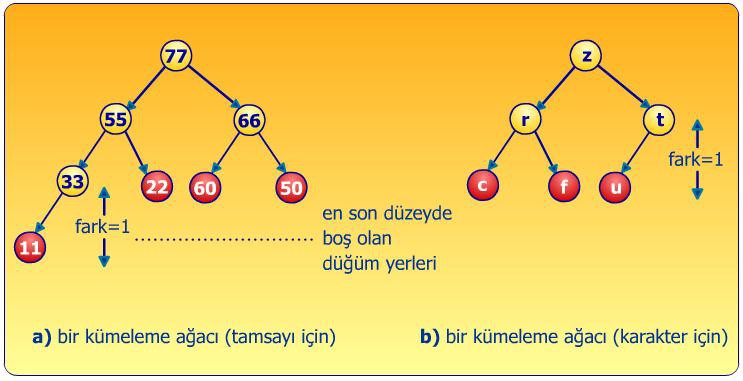 77
z
55
66
r
t
33
22
60
50
c
f
u
fark=1
11
fark=1
en son düzeyde
boş olan
düğüm yerleri
a) bir kümeleme ağacı (tamsayı için)
b) bir kümeleme ağacı (karakter için)